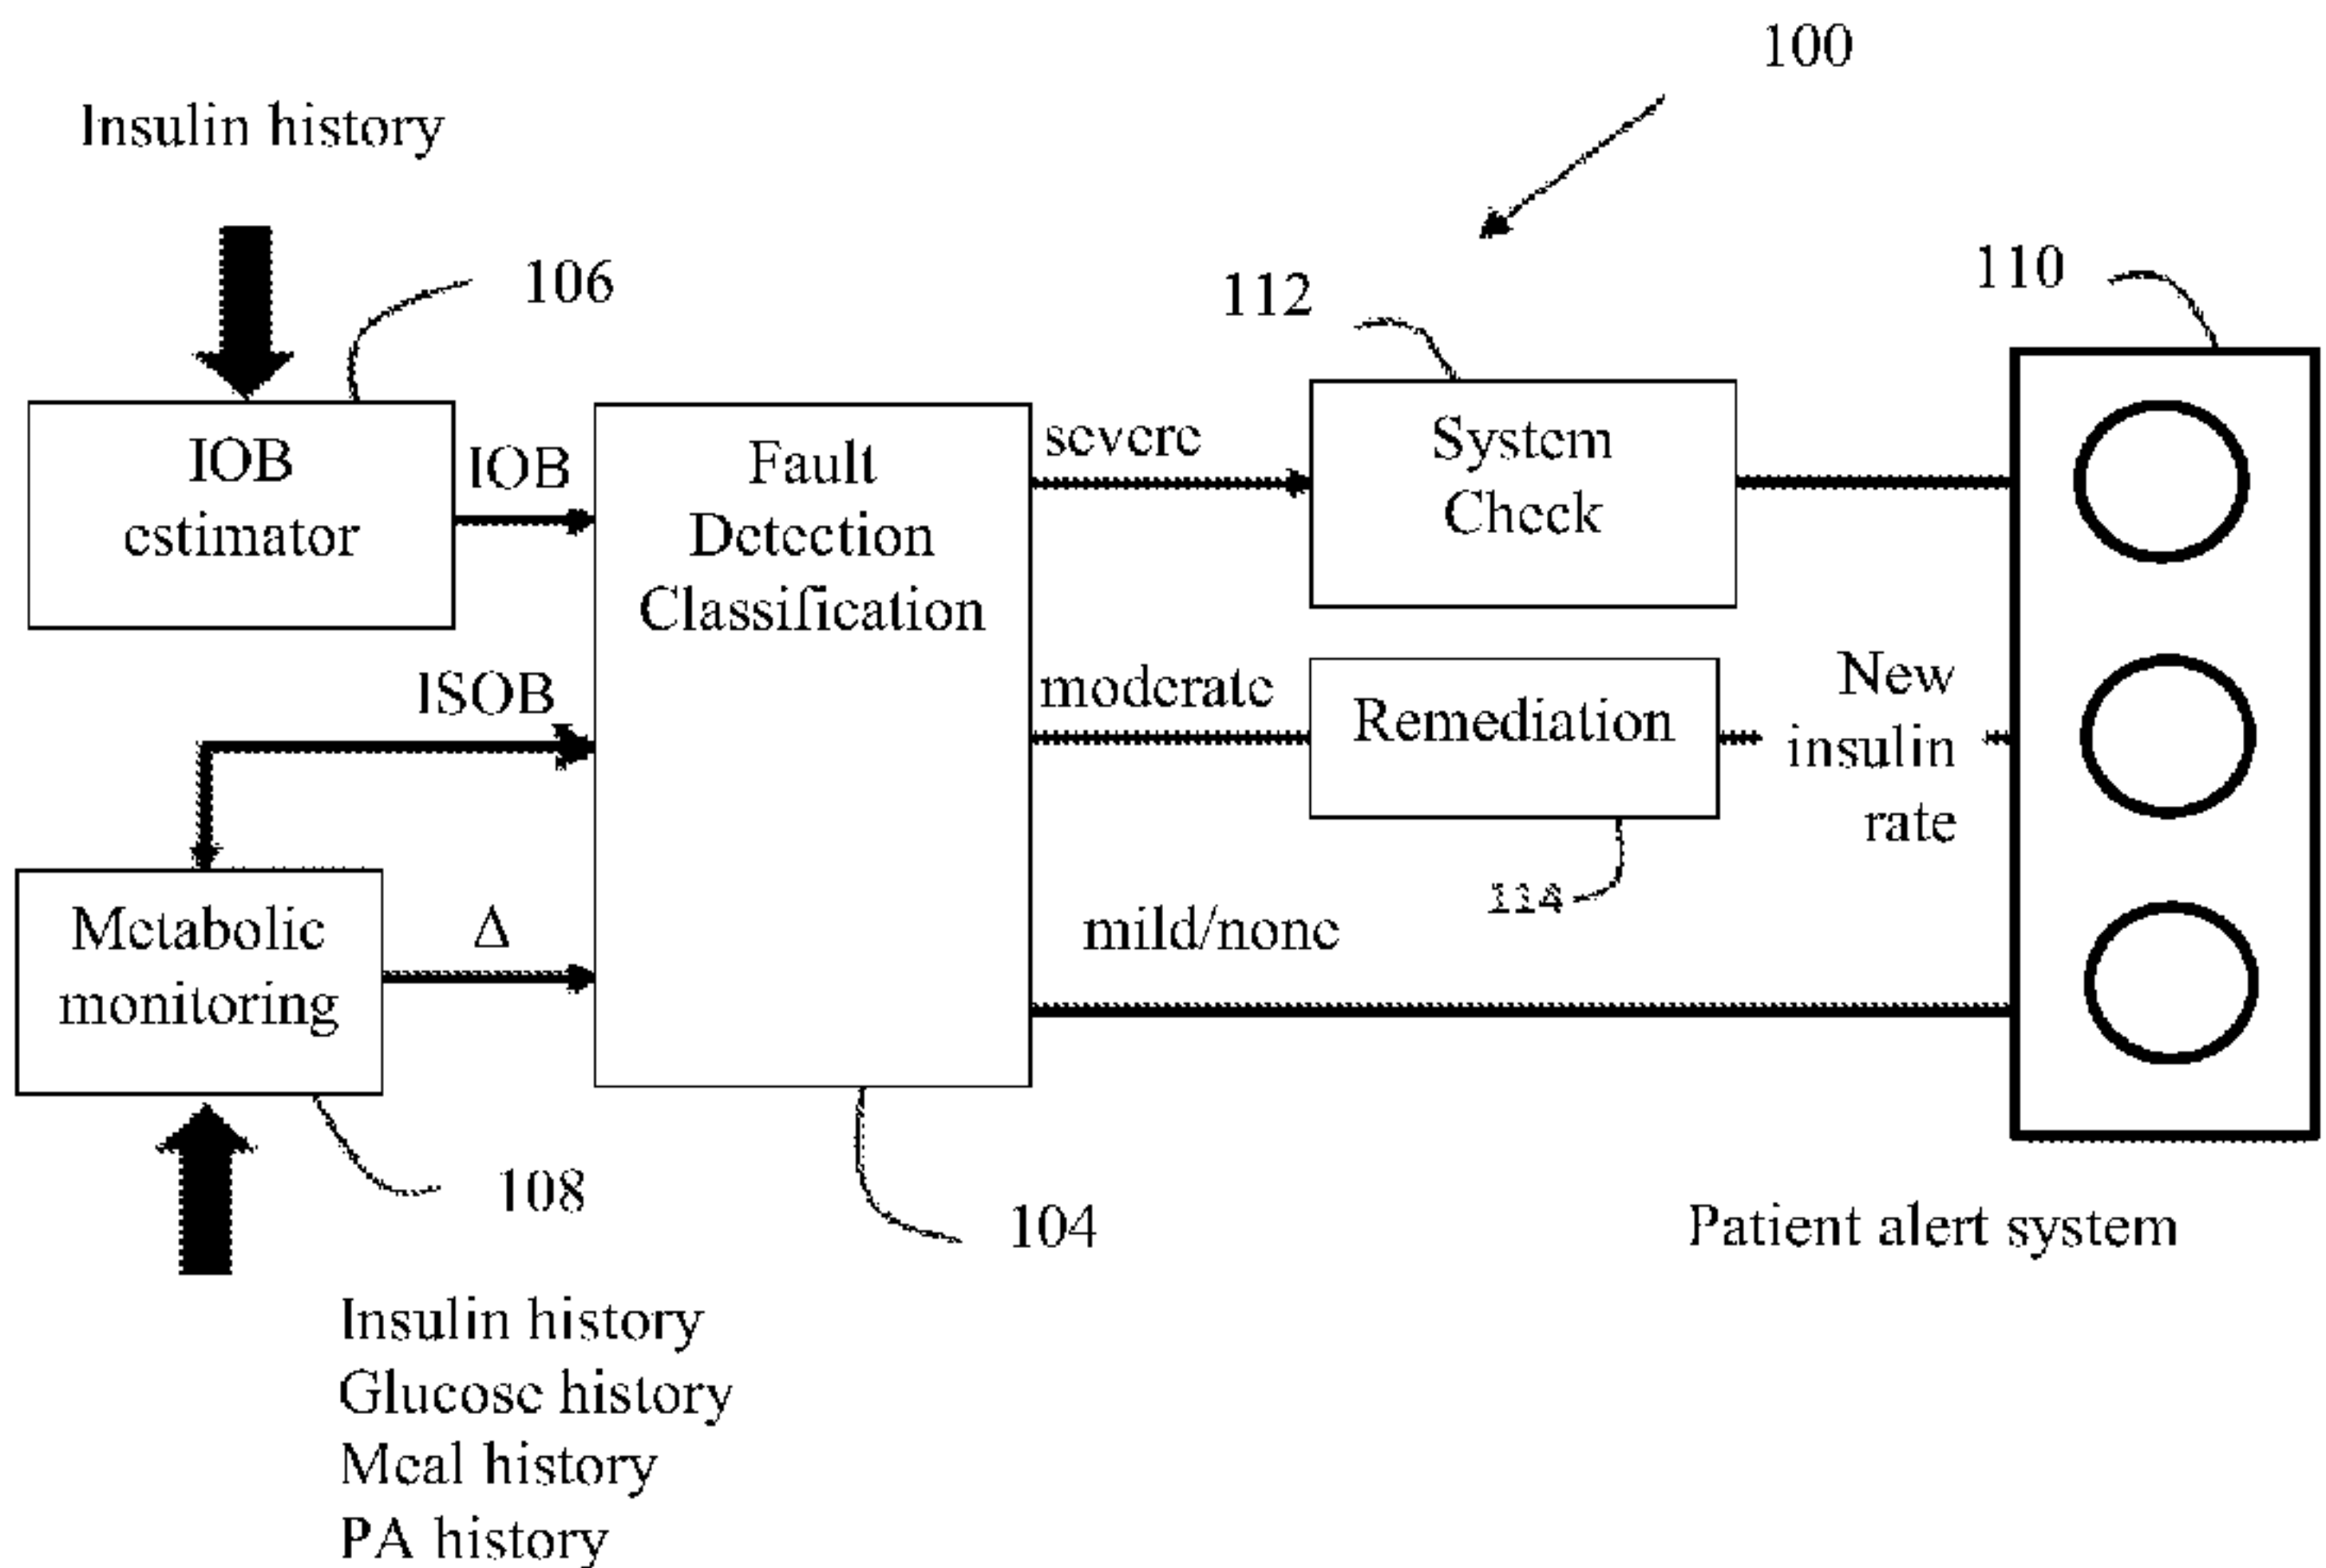 100
Insulin history
106
112
110
IOB
estimator
IOB
Fault
Detection
Classification
severe
System
Check
ISOB
moderate
Remediation
New
insulin
rate
114
Metabolic
monitoring
Δ
mild/none
108
104
Patient alert system
Insulin history
Glucose history
Meal history
PA history